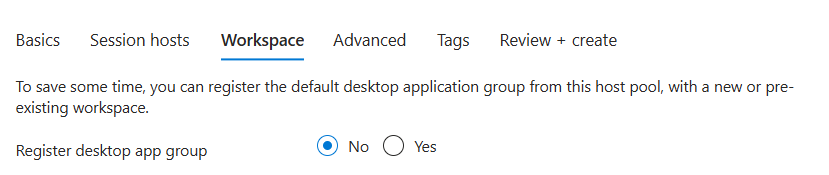 Basics Session hosts Workspace Advanced Tags Review + create
To save some time, you can register the default desktop application group from this host pool, with a new or pre-
existing workspace.
Register desktop app group No Yes